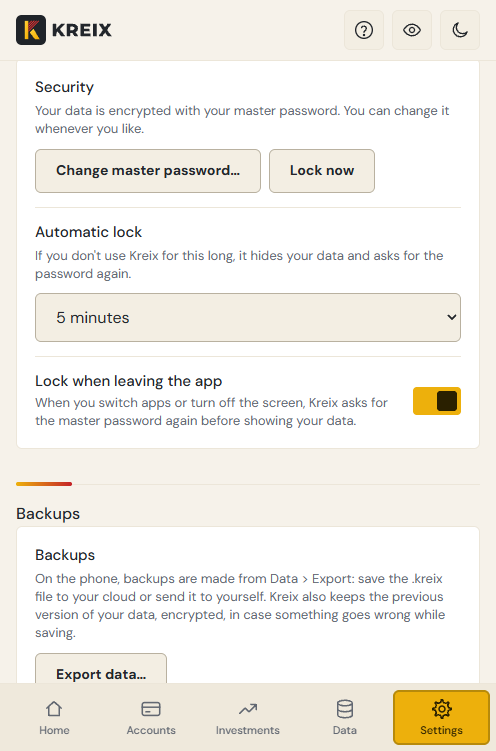 KREIX
Security
Your data is encrypted with your master password. You can change it
whenever you like.
Change master password...
Lock now
Automatic lock
If you don't use Kreix for this long, it hides your data and asks for the
password again.
5 minutes
Lock when leaving the app
When you switch apps or turn off the screen, Kreix asks for
the master password again before showing your data.
Backups
Backups
On the phone, backups are made from Data > Export: save the .kreix
file to your cloud or send it to yourself. Kreix also keeps the previous
version of your data, encrypted, in case something goes wrong while
saving.
Export data...
Home
Accounts
Investments
Data
Settings